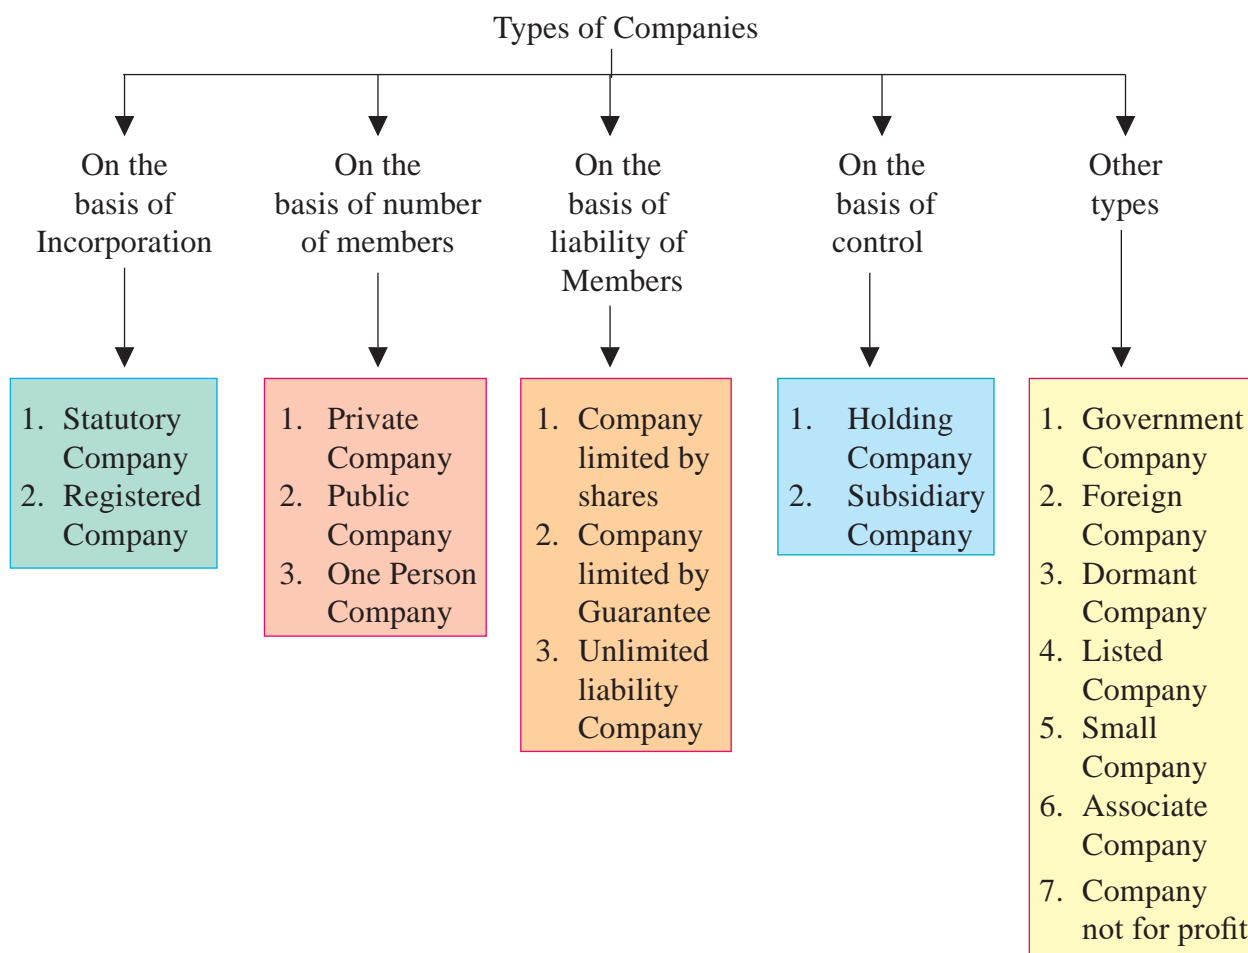 Types of Companies
On the
basis of
Incorporation
On the
basis of number
of members
On the
basis of
liability of
Members
On the
basis of
control
Other
types
1. Statutory
Company
2. Registered
Company
1. Private
Company
2. Public
Company
3. One Person
Company
1. Company
limited by
shares
2. Company
limited by
Guarantee
3. Unlimited
liability
Company
1. Holding
Company
2. Subsidiary
Company
1. Government
Company
2. Foreign
Company
3. Dormant
Company
4. Listed
Company
5. Small
Company
6. Associate
Company
7. Company
not for profit